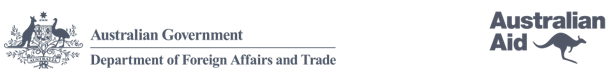 Australian Government
Department of Foreign Affairs and Trade
Australian
Aid